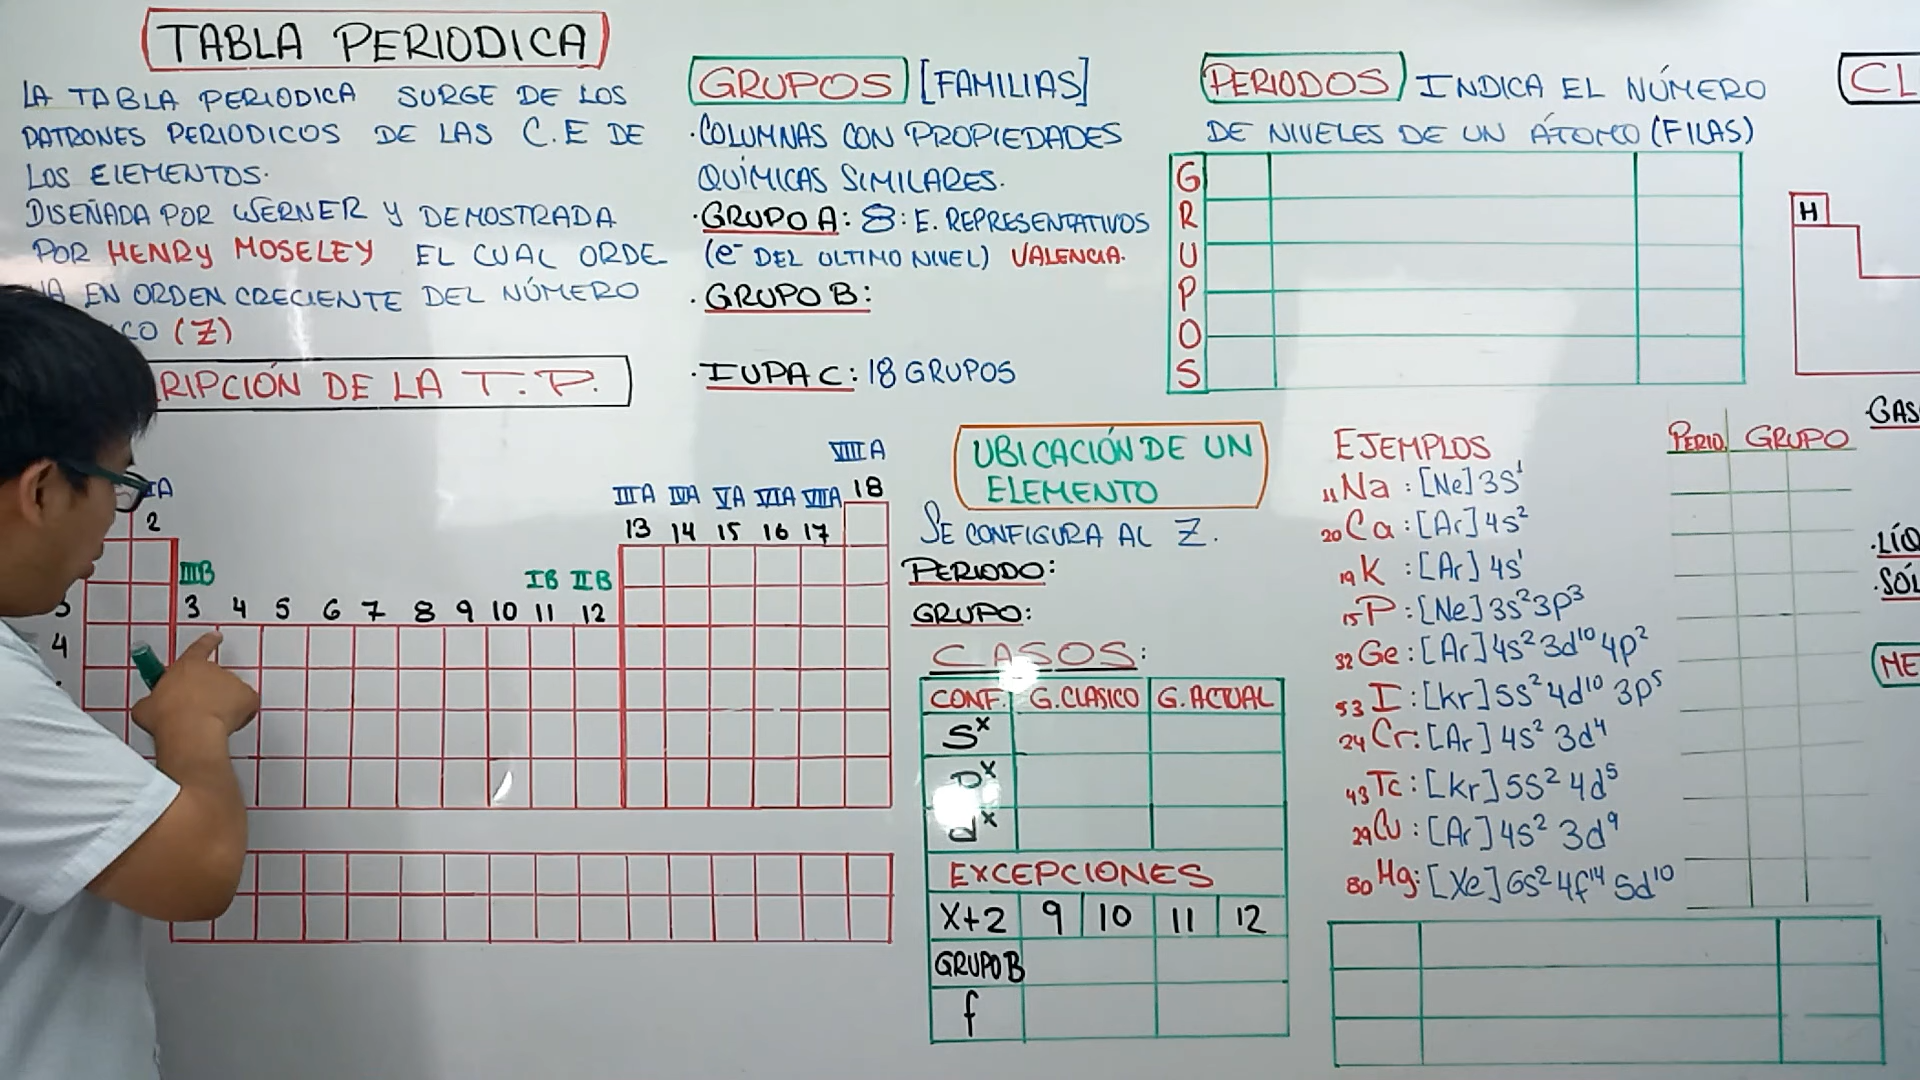 TABLA PERIODICA
LA TABLA PERIODICA SURGE DE LOS
PATRONES PERIODICOS DE LAS C.E DE
LOS ELEMENTOS.
DISEÑADA POR WERNER Y DEMOSTRADA
POR HENRY MOSELEY EL CUAL ORDE
NA EN ORDEN CRECIENTE DEL NÚMERO
(Z)
DE LA T.P.
VIIIA
IIIA IVA VA VIA VIIA 18
2
13 14 15 16 17
IIIB IB IIB
3 4 5 6 7 8 9 10 11 12
4
GRUPOS [FAMILIAS]
·COLUMNAS CON PROPIEDADES
QUÍMICAS SIMILARES.
·GRUPO A: 8: E. REPRESENTATIVOS
(e⁻ DEL ULTIMO NIVEL) VALENCIA.
·GRUPO B:
·IUPAC: 18 GRUPOS
PERIODOS INDICA EL NÚMERO
DE NIVELES DE UN ÁTOMO (FILAS)
G
R
U
P
O
S
UBICACIÓN DE UN
ELEMENTO
SE CONFIGURA AL Z.
PERIODO:
GRUPO:
CASOS:
CONF. G.CLASICO G.ACTUAL
Sˣ
pˣ
dˣ
EXCEPCIONES
X+2 9 10 11 12
GRUPO B
f
EJEMPLOS PERIO. GRUPO
₁₁Na : [Ne] 3S¹
₂₀Ca : [Ar] 4s²
₁₉K : [Ar] 4s¹
₁₅P : [Ne] 3s² 3p³
₃₂Ge : [Ar] 4s² 3d¹⁰ 4p²
₅₃I : [kr] 5s² 4d¹⁰ 3p⁵
₂₄Cr: [Ar] 4s² 3d⁴
₄₃Tc : [kr] 5S² 4d⁵
₂₉Cu : [Ar] 4s² 3d⁹
₈₀Hg: [Xe] 6s² 4f¹⁴ 5d¹⁰
CL
H
·GAS
·LÍQ
·SÓL
ME